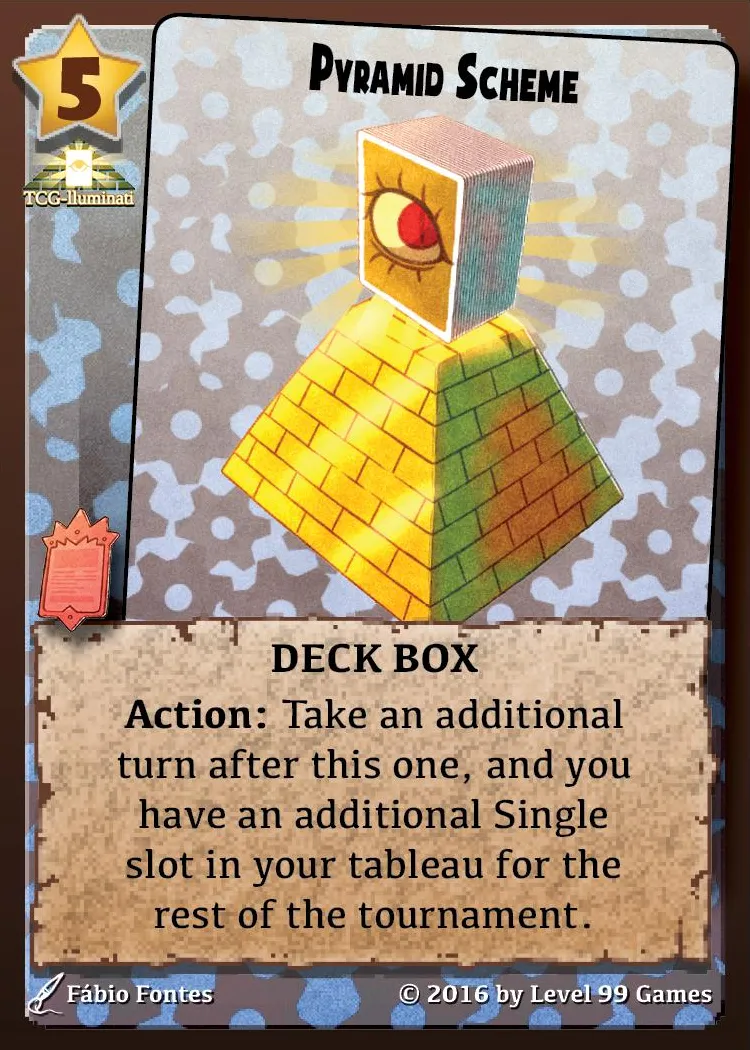 5
Pyramid Scheme
TCG-Iluminati
DECK BOX
Action: Take an additional
turn after this one, and you
have an additional Single
slot in your tableau for the
rest of the tournament.
Fábio Fontes
© 2016 by Level 99 Games